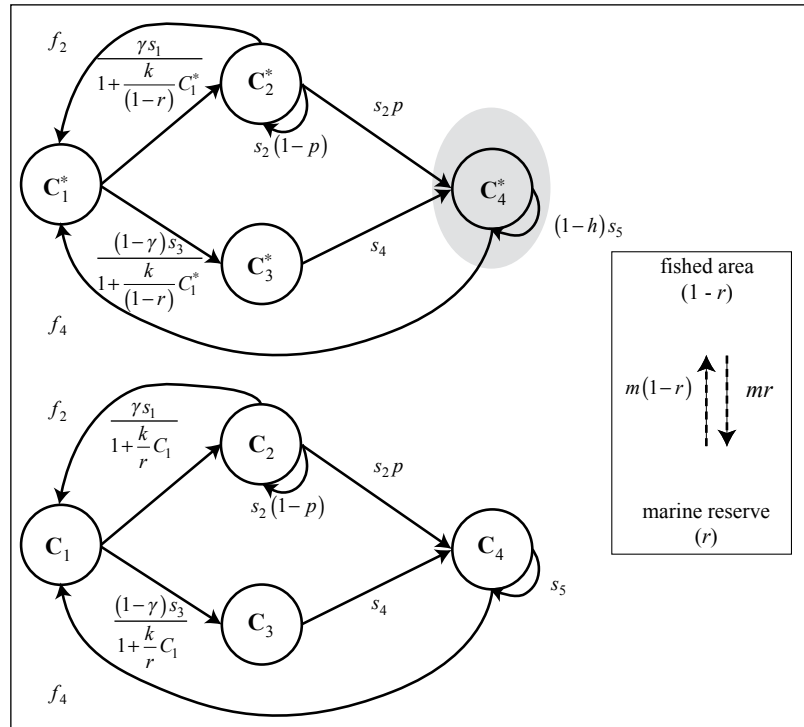 f₂
γs₁
1+ k/(1−r) C₁*
C₂*
s₂p
s₂(1−p)
C₁*
C₄*
(1−h)s₅
(1−γ)s₃
1+ k/(1−r) C₁*
C₃*
s₄
f₄
f₂
γs₁
1+ k/r C₁
C₂
s₂p
s₂(1−p)
C₁
C₄
s₅
(1−γ)s₃
1+ k/r C₁
C₃
s₄
f₄
fished area
(1 - r)
m(1−r)
mr
marine reserve
(r)